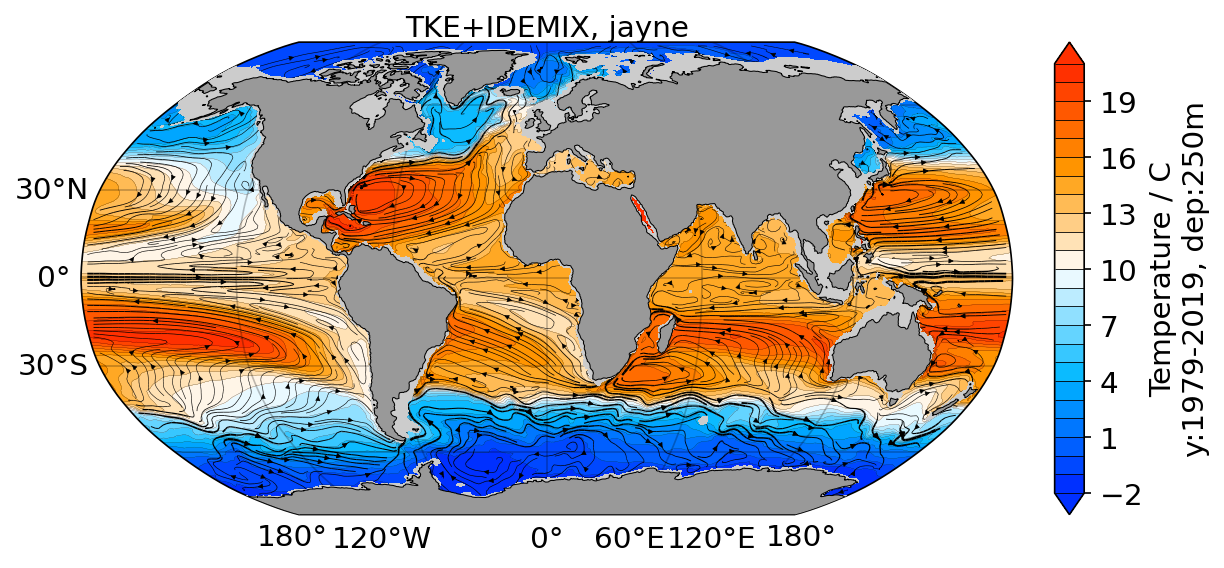 TKE+IDEMIX, jayne
30°N
0°
30°S
180° 120°W 0° 60°E 120°E 180°
19
16
13
10
7
4
1
−2
Temperature / C
y:1979-2019, dep:250m